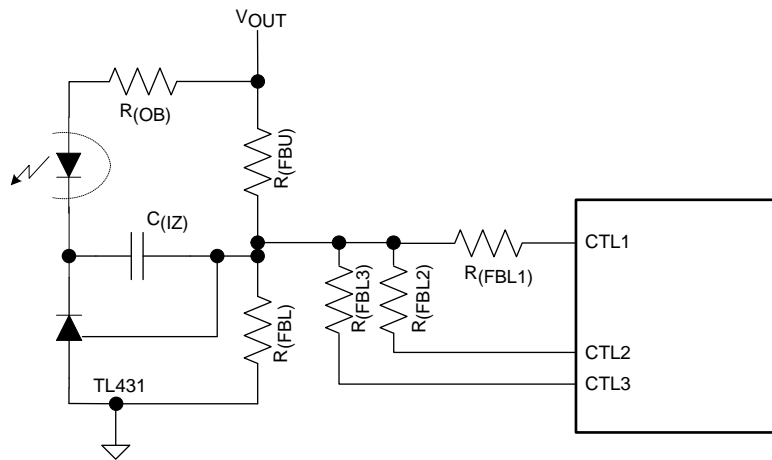 VOUT
R(OB)
R(FBU)
C(IZ)
CTL1
R(FBL1)
R(FBL3)
R(FBL2)
R(FBL)
CTL2
CTL3
TL431